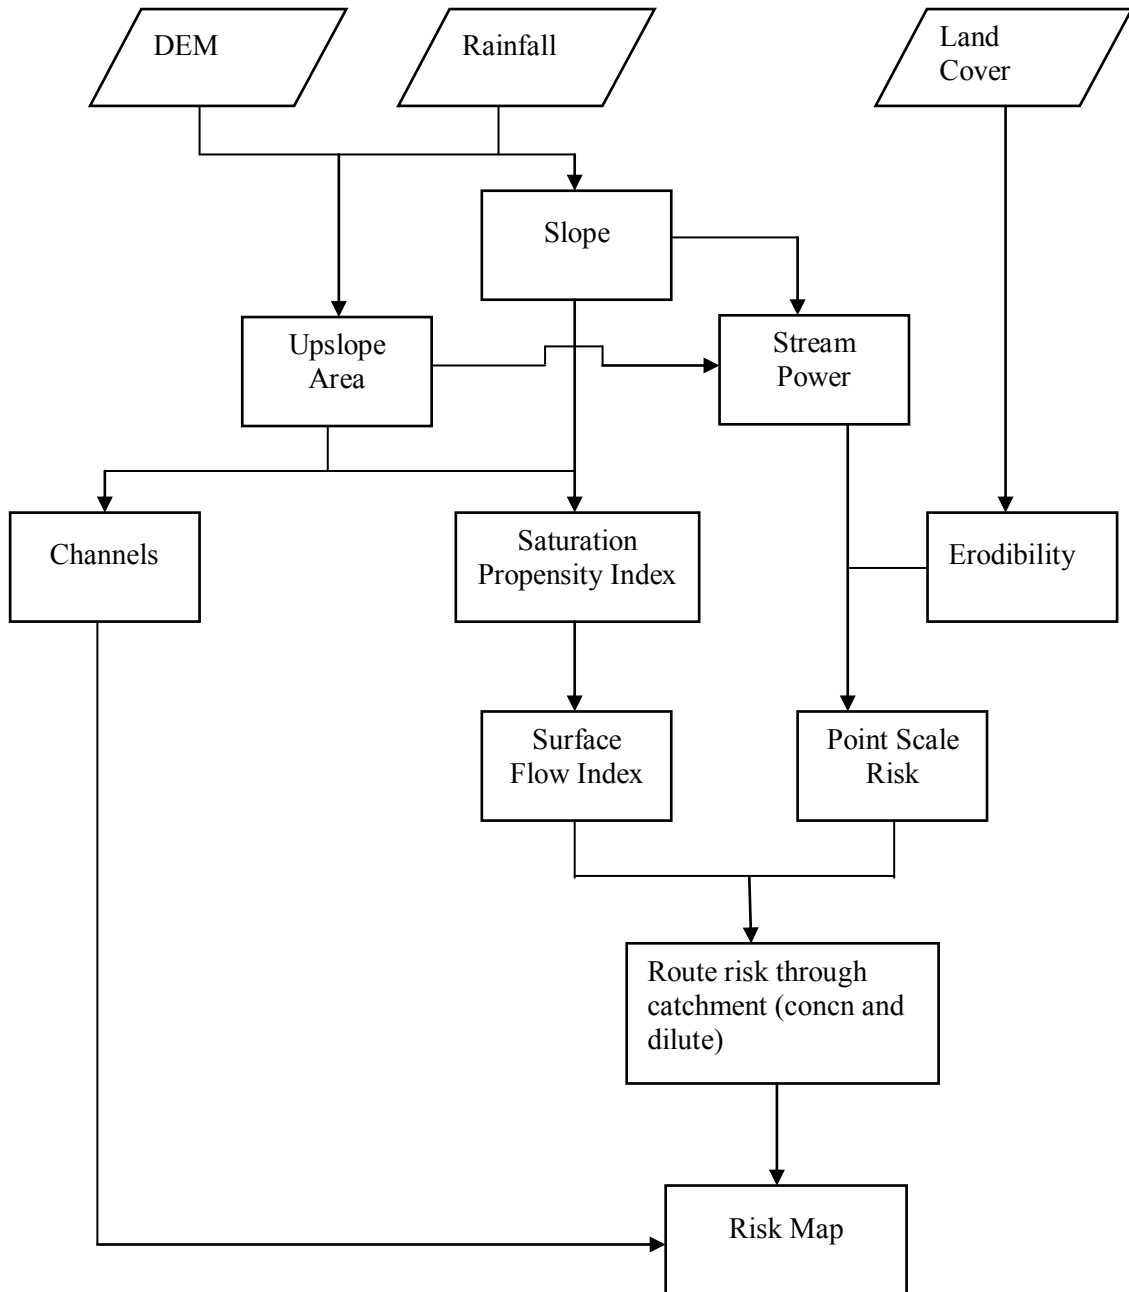 DEM
Rainfall
Land
Cover
Slope
Upslope
Area
Stream
Power
Channels
Saturation
Propensity Index
Erodibility
Surface
Flow Index
Point Scale
Risk
Route risk through
catchment (concn and
dilute)
Risk Map